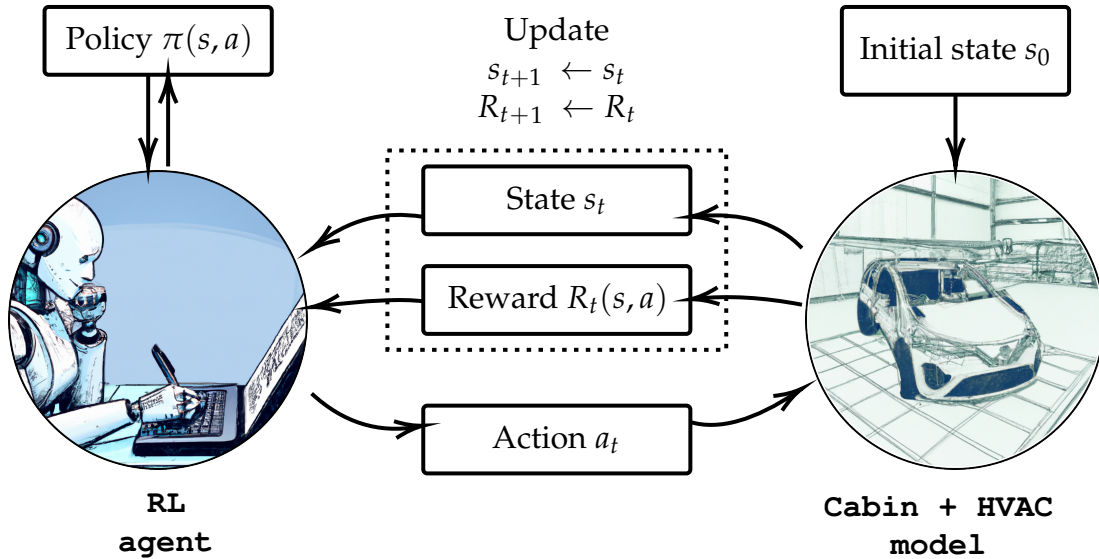 Policy π(s, a)
Update
s_{t+1} ← s_t
R_{t+1} ← R_t
Initial state s_0
State s_t
Reward R_t(s, a)
Action a_t
RL
agent
Cabin + HVAC
model